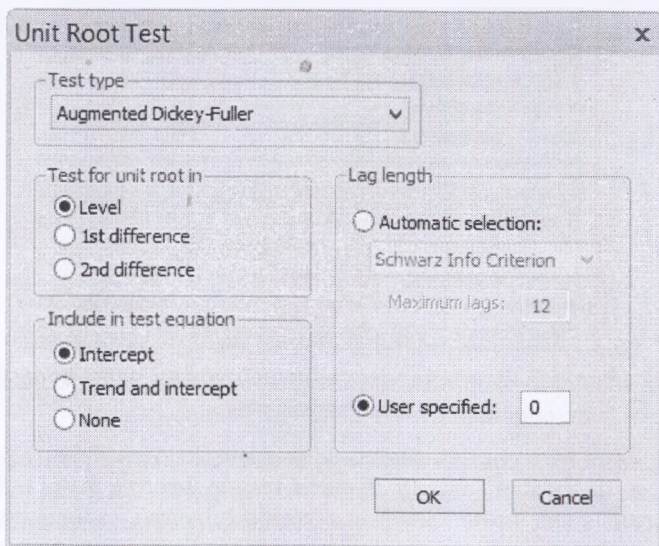 Unit Root Test x
Test type
Augmented Dickey-Fuller
Test for unit root in
Level
1st difference
2nd difference
Include in test equation
Intercept
Trend and intercept
None
Lag length
Automatic selection:
Schwarz Info Criterion
Maximum lags: 12
User specified: 0
OK Cancel